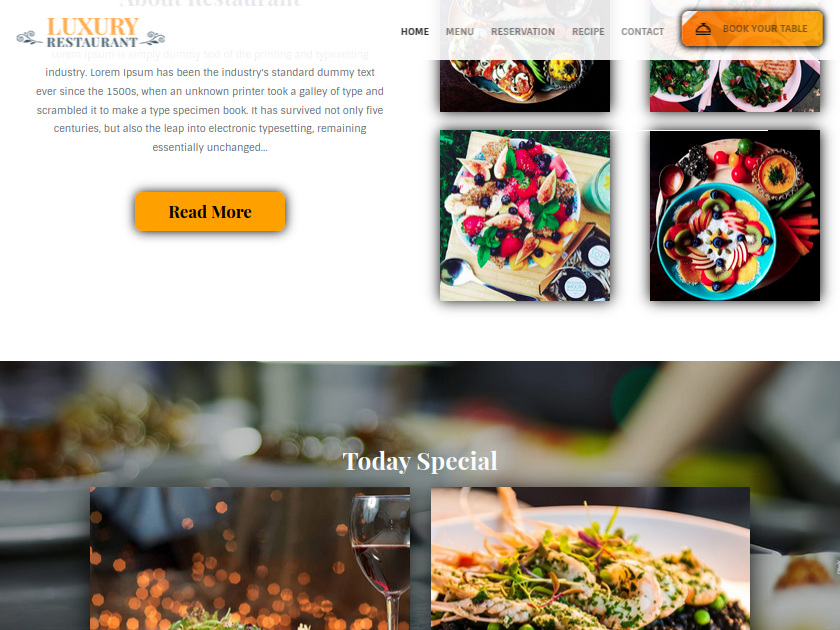 About Restaurant
LUXURY
RESTAURANT
HOME
MENU
RESERVATION
RECIPE
CONTACT
BOOK YOUR TABLE
Lorem Ipsum is simply dummy text of the printing and typesetting
industry. Lorem Ipsum has been the industry's standard dummy text
ever since the 1500s, when an unknown printer took a galley of type and
scrambled it to make a type specimen book. It has survived not only five
centuries, but also the leap into electronic typesetting, remaining
essentially unchanged...
Read More
Today Special